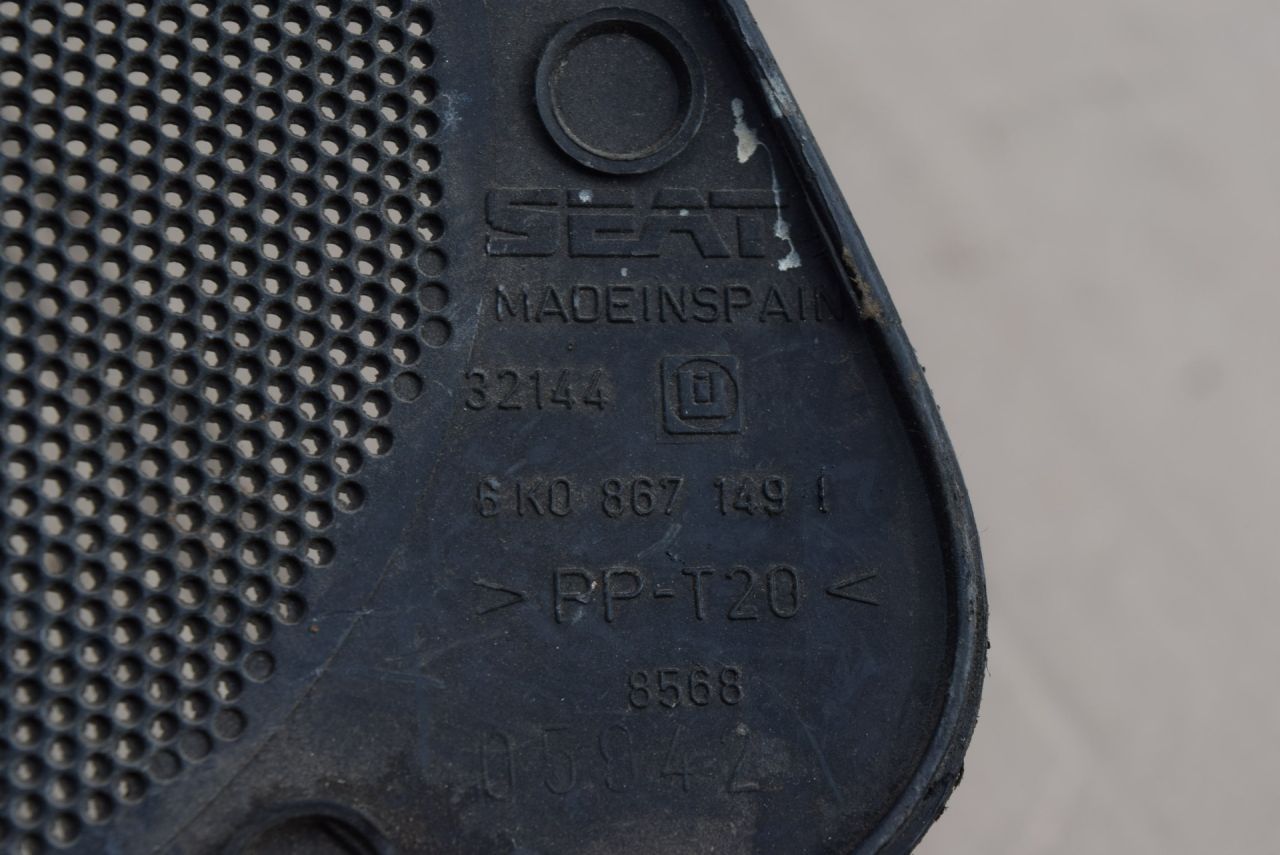 SEAT
MADEINSPAIN
32144
6K0 867 149 I
> PP-T20 <
8568
05942